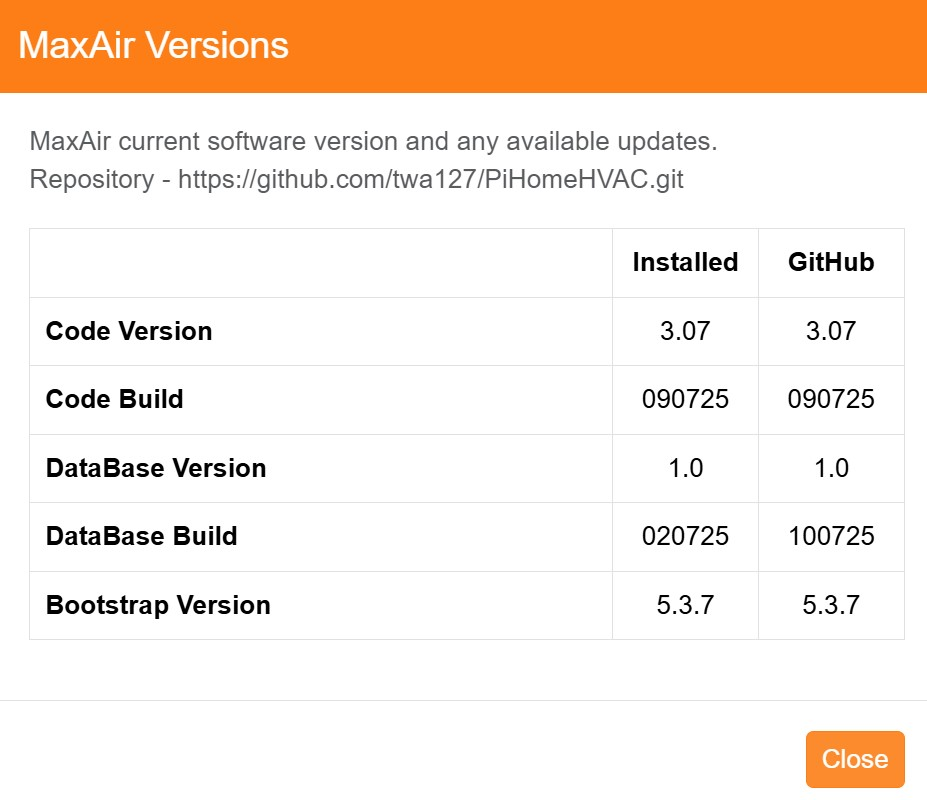 MaxAir Versions
MaxAir current software version and any available updates.
Repository - https://github.com/twa127/PiHomeHVAC.git
Installed GitHub
Code Version 3.07 3.07
Code Build 090725 090725
DataBase Version 1.0 1.0
DataBase Build 020725 100725
Bootstrap Version 5.3.7 5.3.7
Close